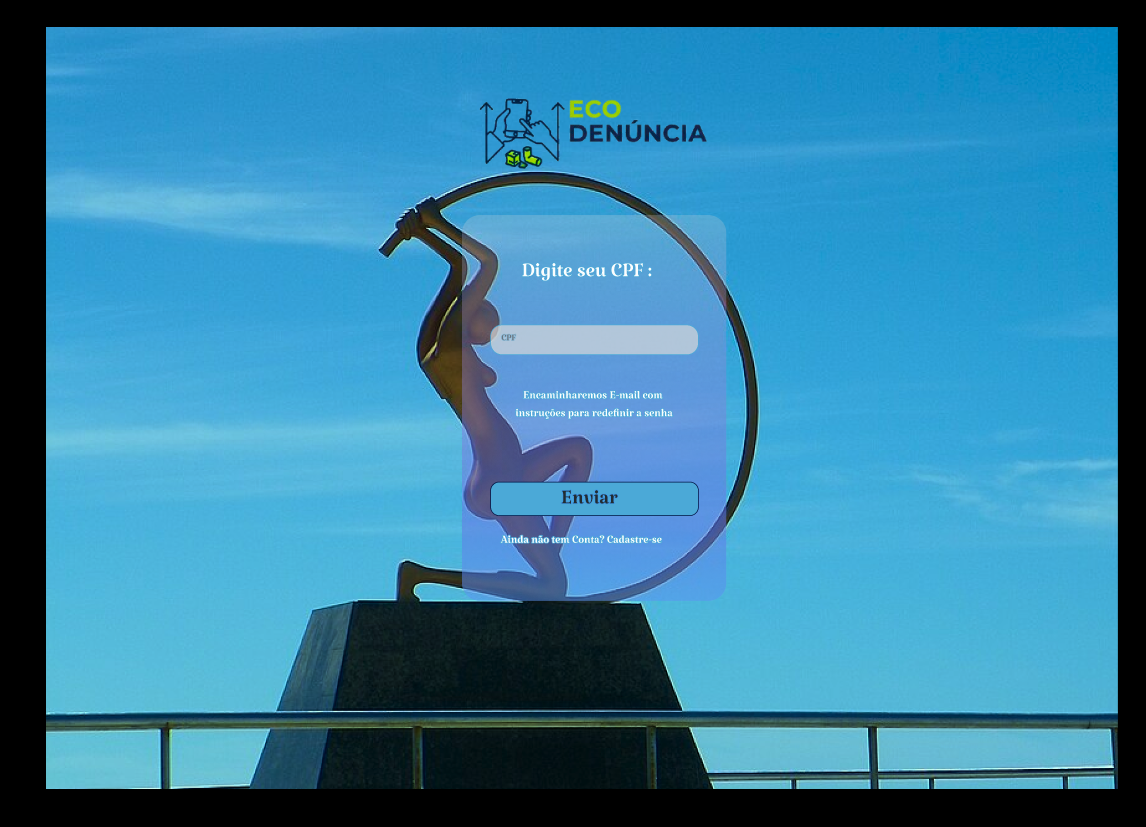 ECO
DENÚNCIA
Digite seu CPF :
CPF
Encaminharemos E-mail com
instruções para redefinir a senha
Enviar
Ainda não tem Conta? Cadastre-se